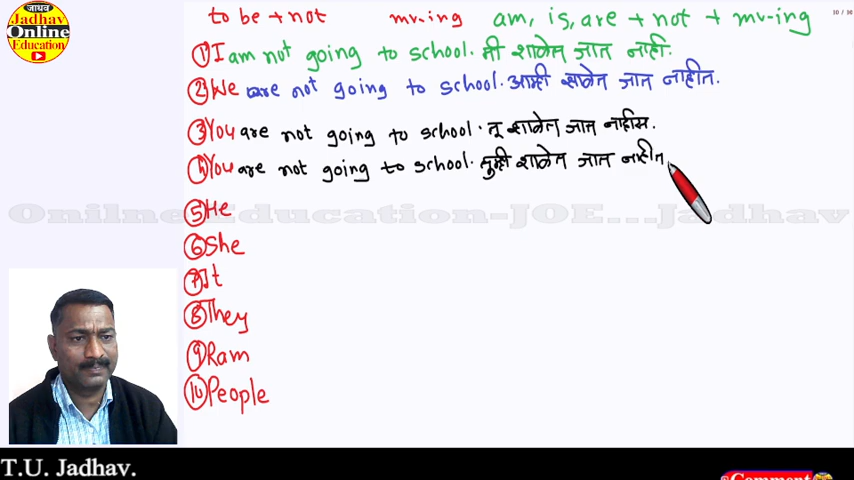 जाधव
Jadhav
Online
Education
to be + not mv-ing am, is, are + not + mv-ing
10 / 10
① I am not going to school. मी शाळेत जात नाही.
② We are not going to school. आम्ही शाळेत जात नाहीत.
③ You are not going to school. तू शाळेत जात नाहीस.
④ You are not going to school. तुम्ही शाळेत जात नाहीत
Onilne Education-JOE...Jadhav
⑤ He
⑥ She
⑦ It
⑧ They
⑨ Ram
⑩ People
T.U. Jadhav.
Comment